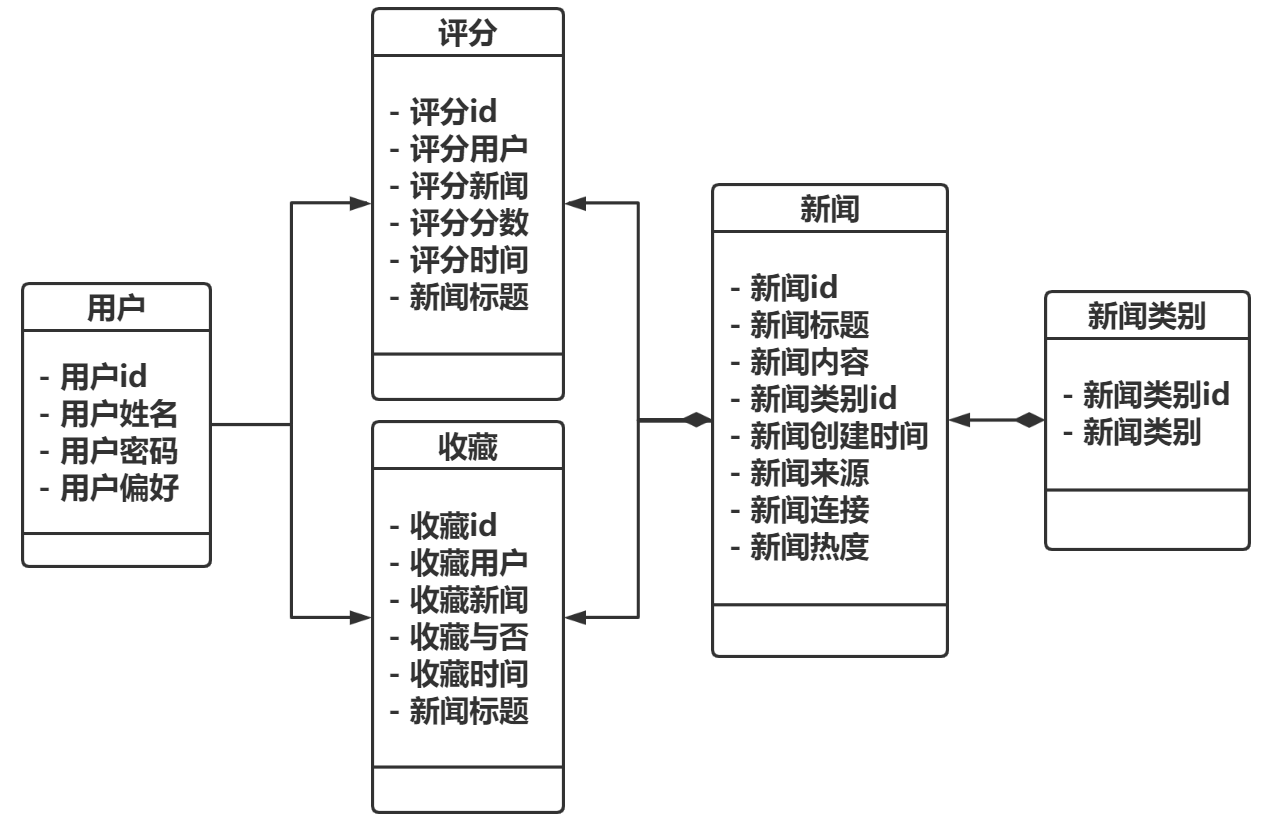 评分
- 评分id
- 评分用户
- 评分新闻
- 评分分数
- 评分时间
- 新闻标题
用户
- 用户id
- 用户姓名
- 用户密码
- 用户偏好
收藏
- 收藏id
- 收藏用户
- 收藏新闻
- 收藏与否
- 收藏时间
- 新闻标题
新闻
- 新闻id
- 新闻标题
- 新闻内容
- 新闻类别id
- 新闻创建时间
- 新闻来源
- 新闻连接
- 新闻热度
新闻类别
- 新闻类别id
- 新闻类别